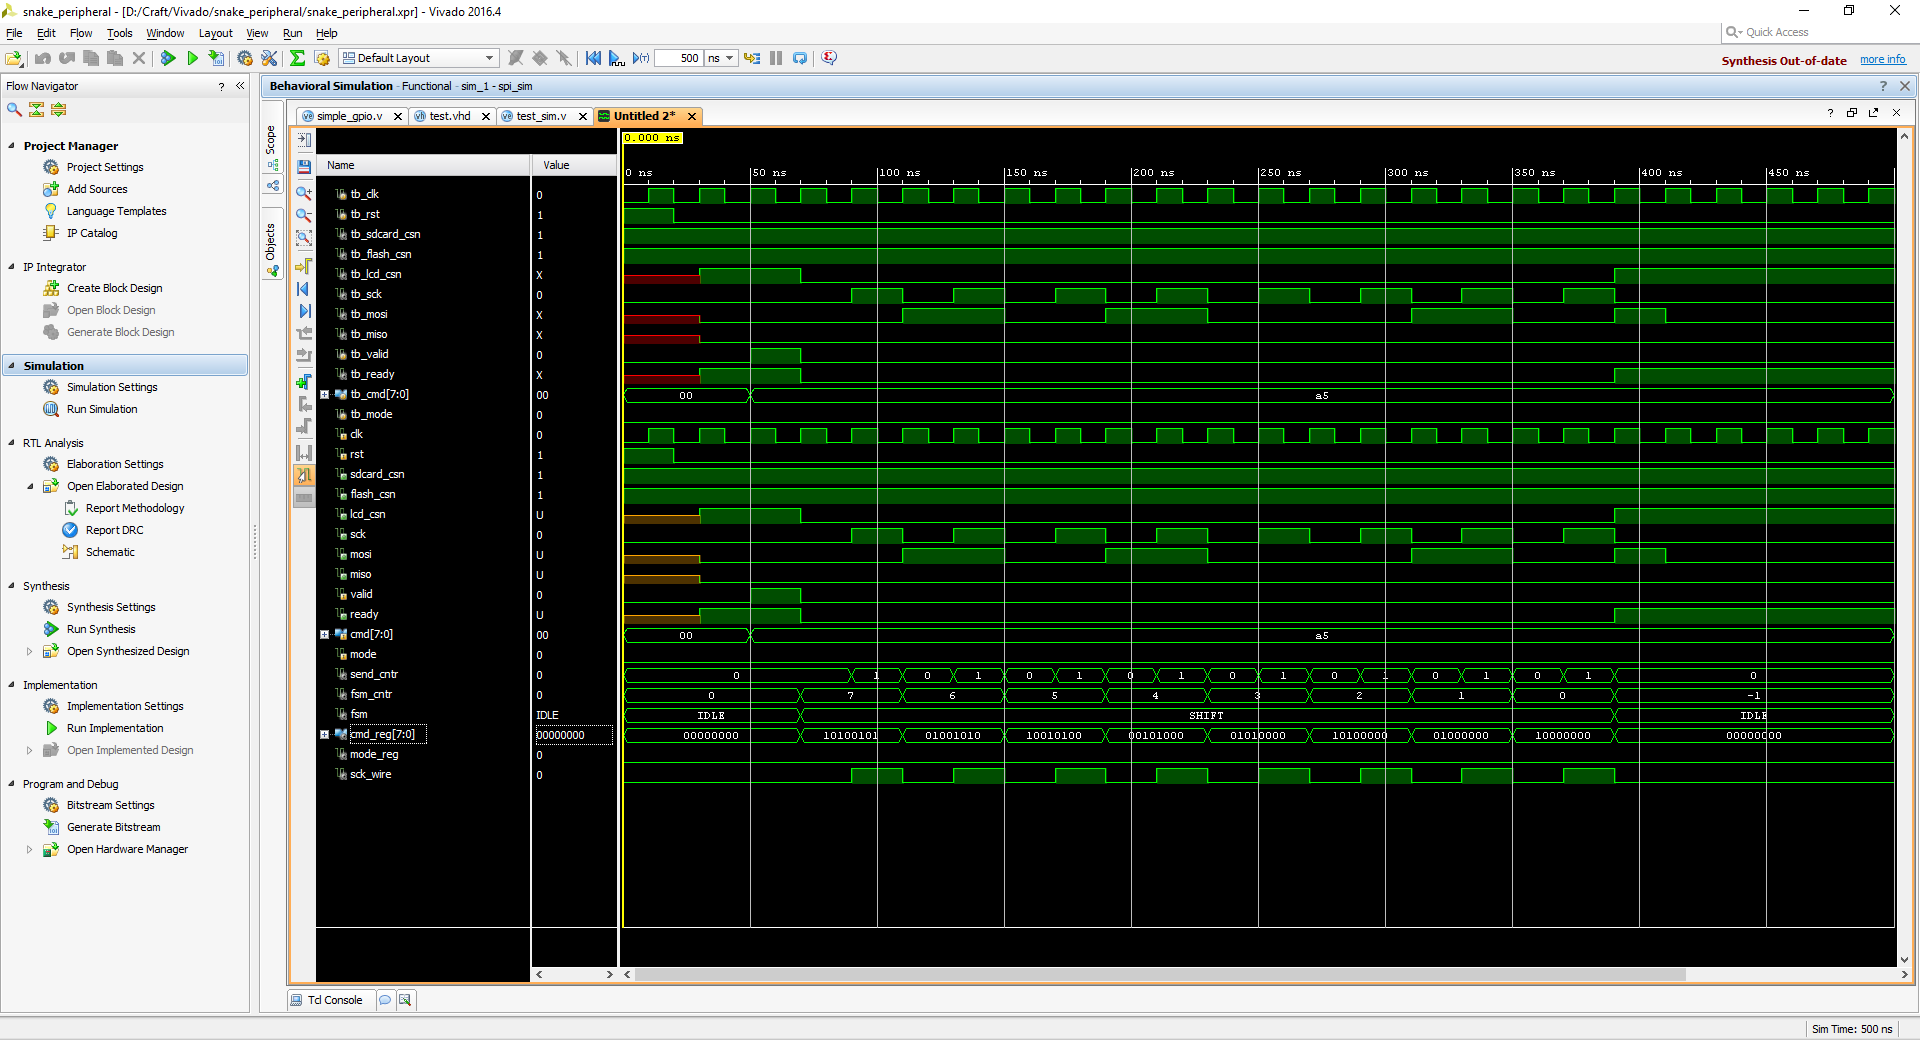 snake_peripheral - [D:/Craft/Vivado/snake_peripheral/snake_peripheral.xpr] - Vivado 2016.4
File Edit Flow Tools Window Layout View Run Help
Quick Access
Default Layout 500 ns
Synthesis Out-of-date more info
Flow Navigator
Project Manager
Project Settings
Add Sources
Language Templates
IP Catalog
IP Integrator
Create Block Design
Open Block Design
Generate Block Design
Simulation
Simulation Settings
Run Simulation
RTL Analysis
Elaboration Settings
Open Elaborated Design
Report Methodology
Report DRC
Schematic
Synthesis
Synthesis Settings
Run Synthesis
Open Synthesized Design
Implementation
Implementation Settings
Run Implementation
Open Implemented Design
Program and Debug
Bitstream Settings
Generate Bitstream
Open Hardware Manager
Behavioral Simulation - Functional - sim_1 - spi_sim
Scope
Objects
simple_gpio.v test.vhd test_sim.v Untitled 2*
0.000 ns
Name Value
0 ns 50 ns 100 ns 150 ns 200 ns 250 ns 300 ns 350 ns 400 ns 450 ns
tb_clk 0
tb_rst 1
tb_sdcard_csn 1
tb_flash_csn 1
tb_lcd_csn X
tb_sck 0
tb_mosi X
tb_miso X
tb_valid 0
tb_ready X
tb_cmd[7:0] 00 00 a5
tb_mode 0
clk 0
rst 1
sdcard_csn 1
flash_csn 1
lcd_csn U
sck 0
mosi U
miso U
valid 0
ready U
cmd[7:0] 00 00 a5
mode 0
send_cntr 0 0 1 0 1 0 1 0 1 0 1 0 1 0 1 0 1 0
fsm_cntr 0 0 7 6 5 4 3 2 1 0 -1
fsm IDLE IDLE SHIFT IDLE
cmd_reg[7:0] 00000000 00000000 10100101 01001010 10010100 00101000 01010000 10100000 01000000 10000000 00000000
mode_reg 0
sck_wire 0
Tcl Console
Sim Time: 500 ns